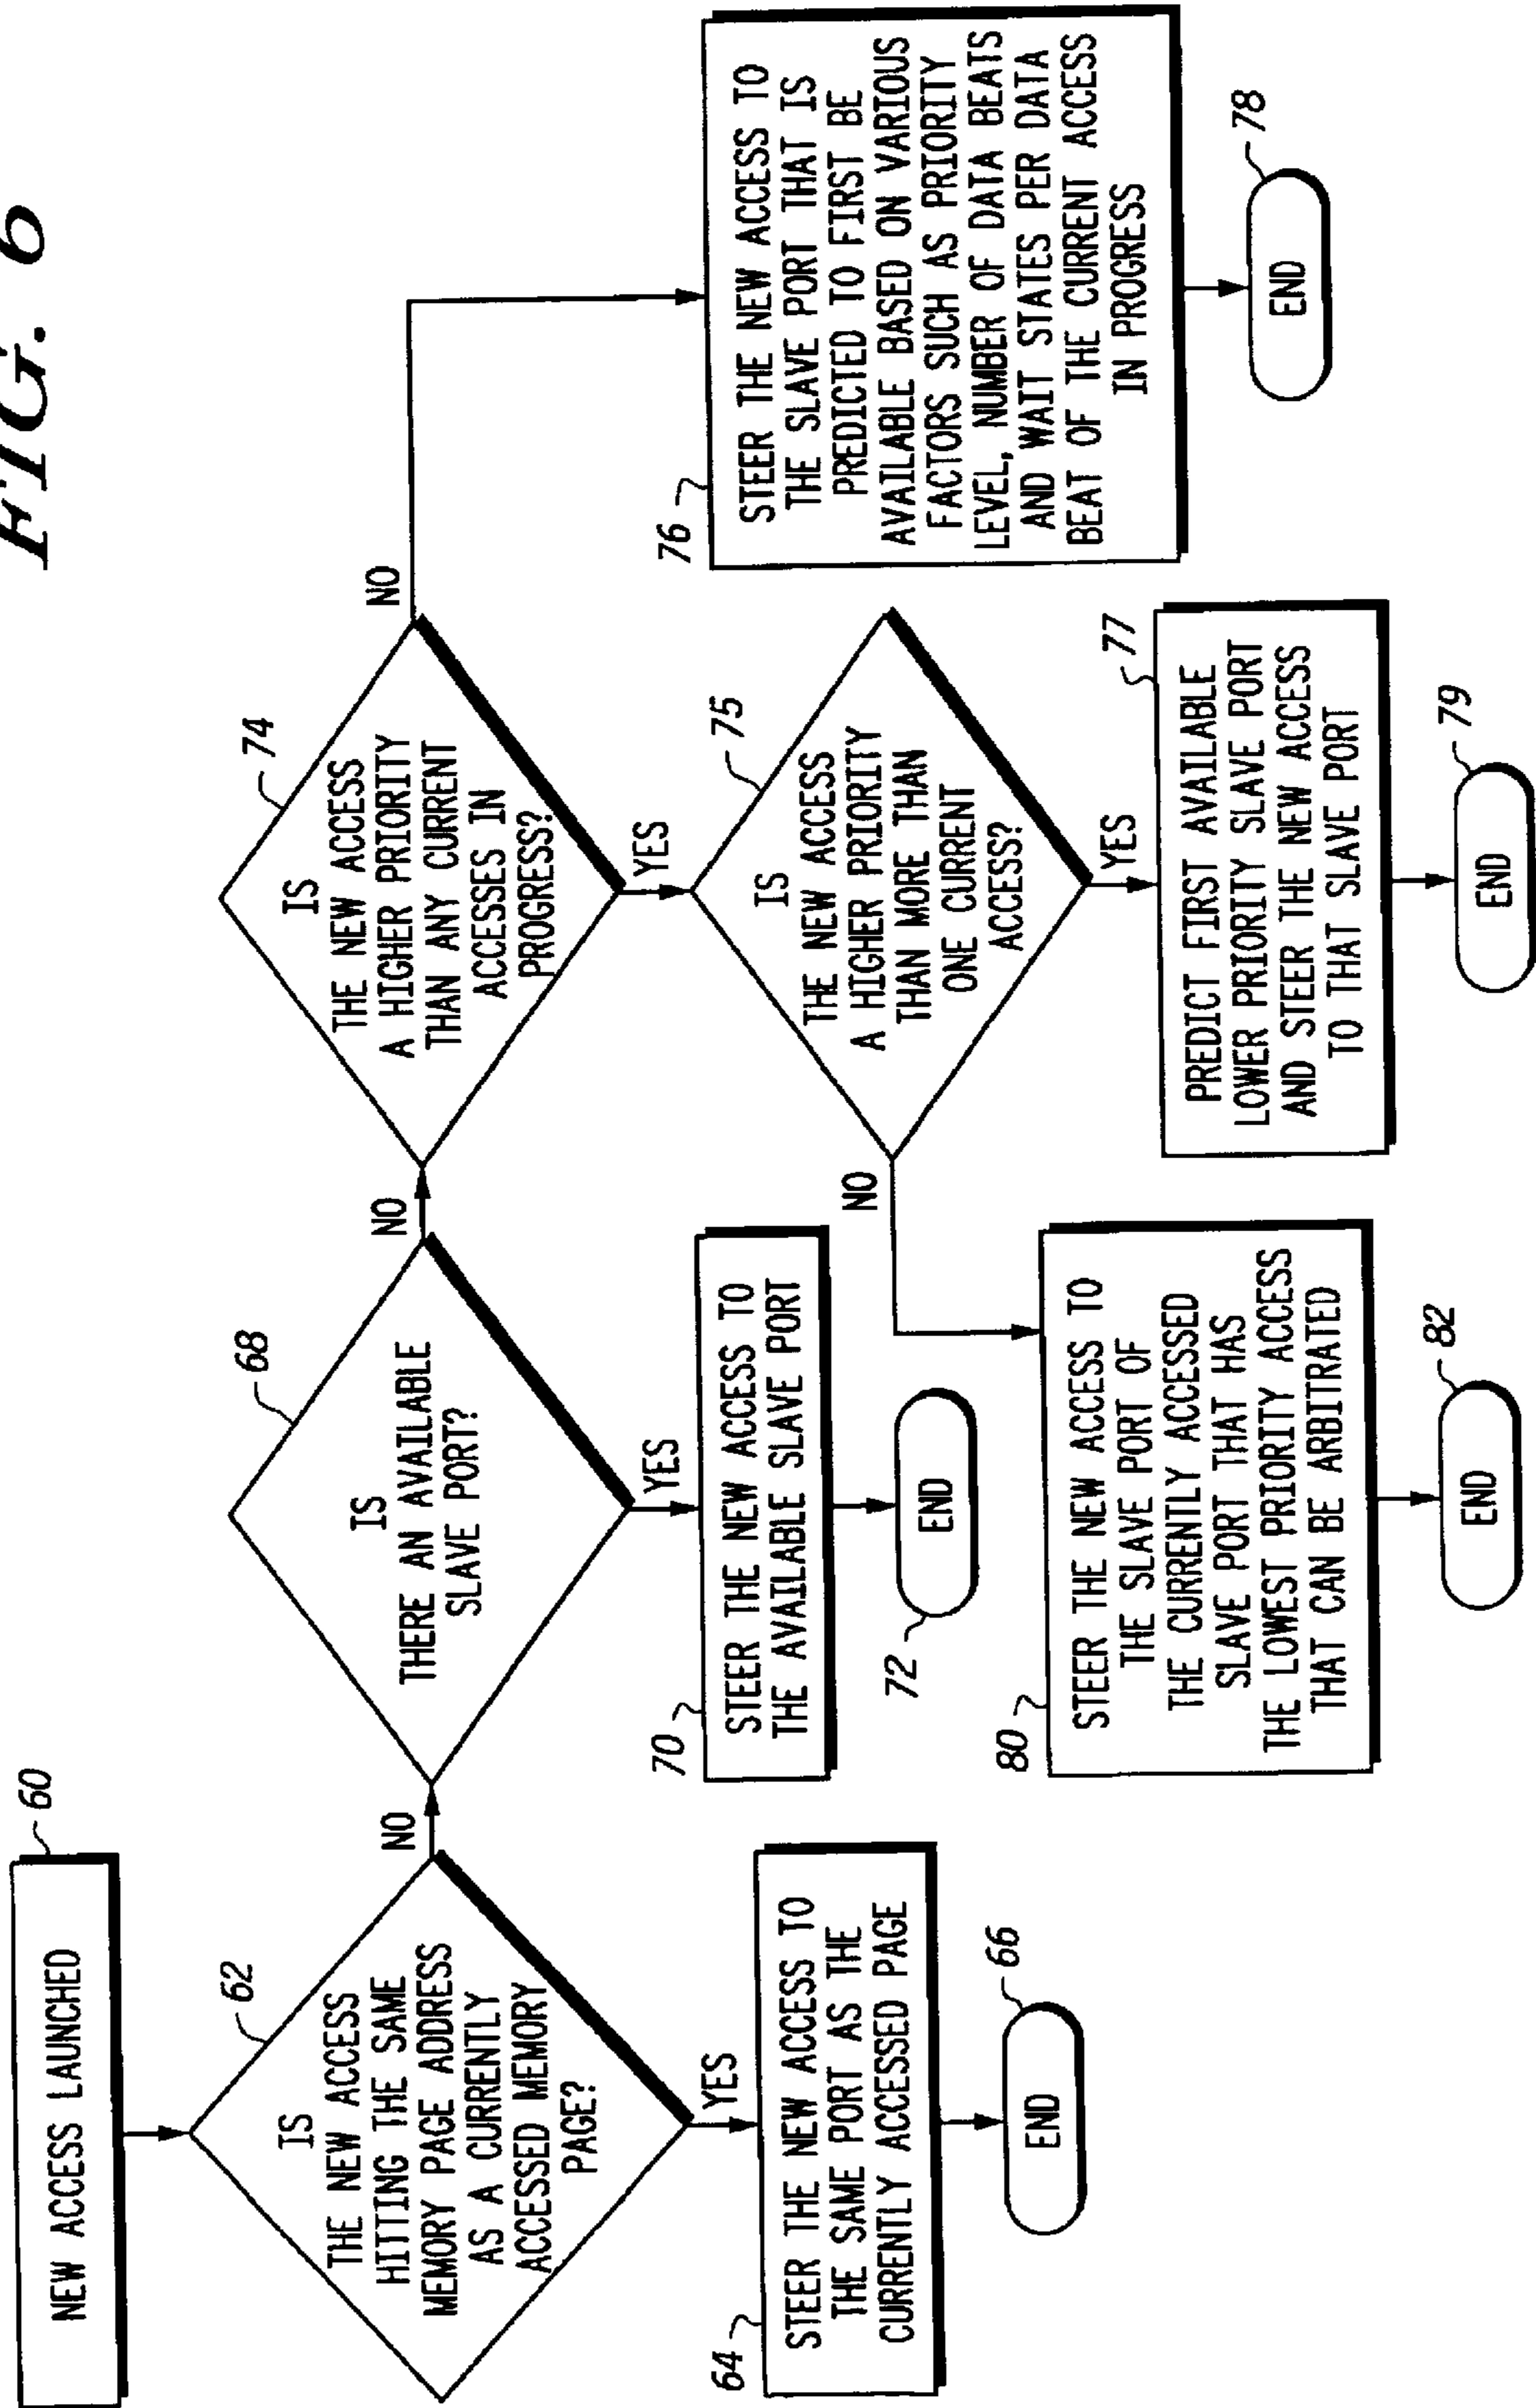 FIG. 6
60
NEW ACCESS LAUNCHED
62
IS
THE NEW ACCESS
HITTING THE SAME
MEMORY PAGE ADDRESS
AS A CURRENTLY
ACCESSED MEMORY
PAGE?
NO
YES
64
STEER THE NEW ACCESS TO
THE SAME PORT AS THE
CURRENTLY ACCESSED PAGE
66
END
68
IS
THERE AN AVAILABLE
SLAVE PORT?
NO
YES
70
STEER THE NEW ACCESS TO
THE AVAILABLE SLAVE PORT
72
END
74
IS
THE NEW ACCESS
A HIGHER PRIORITY
THAN ANY CURRENT
ACCESSES IN
PROGRESS?
NO
YES
75
IS
THE NEW ACCESS
A HIGHER PRIORITY
THAN MORE THAN
ONE CURRENT
ACCESS?
NO
YES
80
STEER THE NEW ACCESS TO
THE SLAVE PORT OF
THE CURRENTLY ACCESSED
SLAVE PORT THAT HAS
THE LOWEST PRIORITY ACCESS
THAT CAN BE ARBITRATED
82
END
77
PREDICT FIRST AVAILABLE
LOWER PRIORITY SLAVE PORT
AND STEER THE NEW ACCESS
TO THAT SLAVE PORT
79
END
76
STEER THE NEW ACCESS TO
THE SLAVE PORT THAT IS
PREDICTED TO FIRST BE
AVAILABLE BASED ON VARIOUS
FACTORS SUCH AS PRIORITY
LEVEL, NUMBER OF DATA BEATS
AND WAIT STATES PER DATA
BEAT OF THE CURRENT ACCESS
IN PROGRESS
78
END